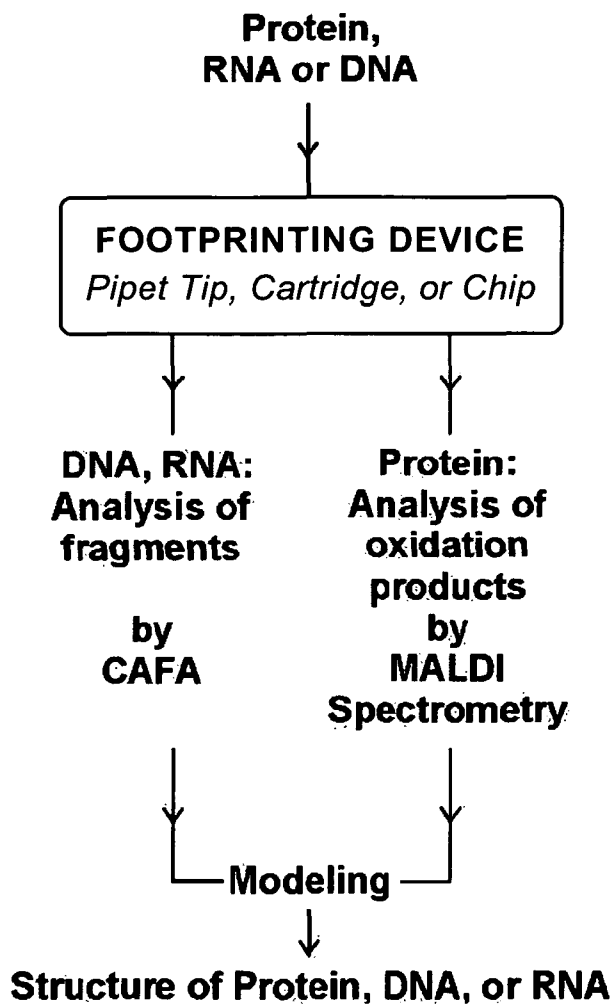 Protein,
RNA or DNA
FOOTPRINTING DEVICE
Pipet Tip, Cartridge, or Chip
DNA, RNA:
Analysis of
fragments
by
CAFA
Protein:
Analysis of
oxidation
products
by
MALDI
Spectrometry
Modeling
Structure of Protein, DNA, or RNA